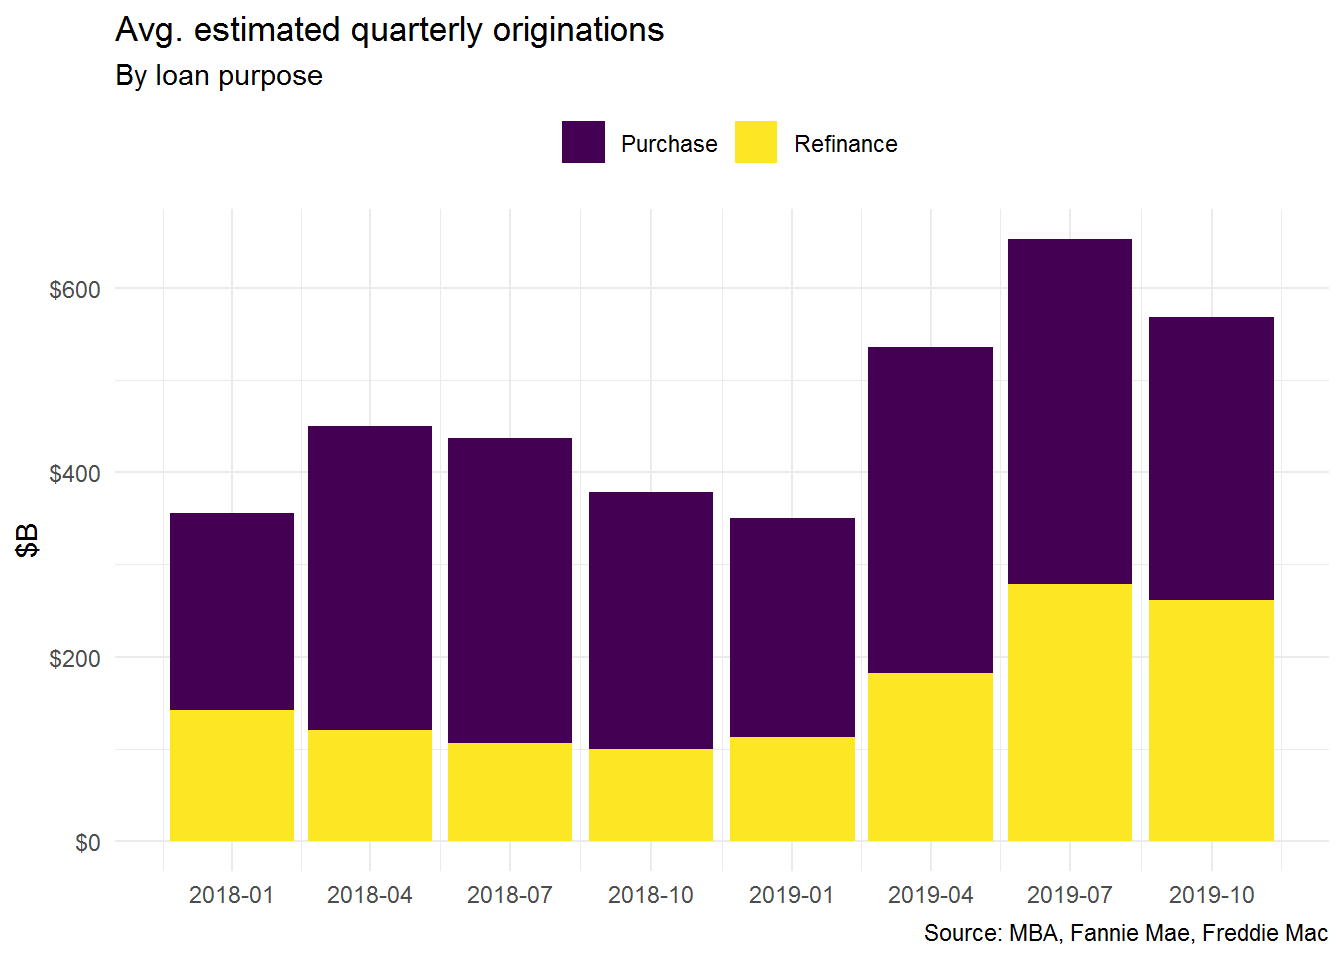 Avg. estimated quarterly originations
By loan purpose
Purchase Refinance
$600
$400
$200
$0
$B
2018-01 2018-04 2018-07 2018-10 2019-01 2019-04 2019-07 2019-10
Source: MBA, Fannie Mae, Freddie Mac